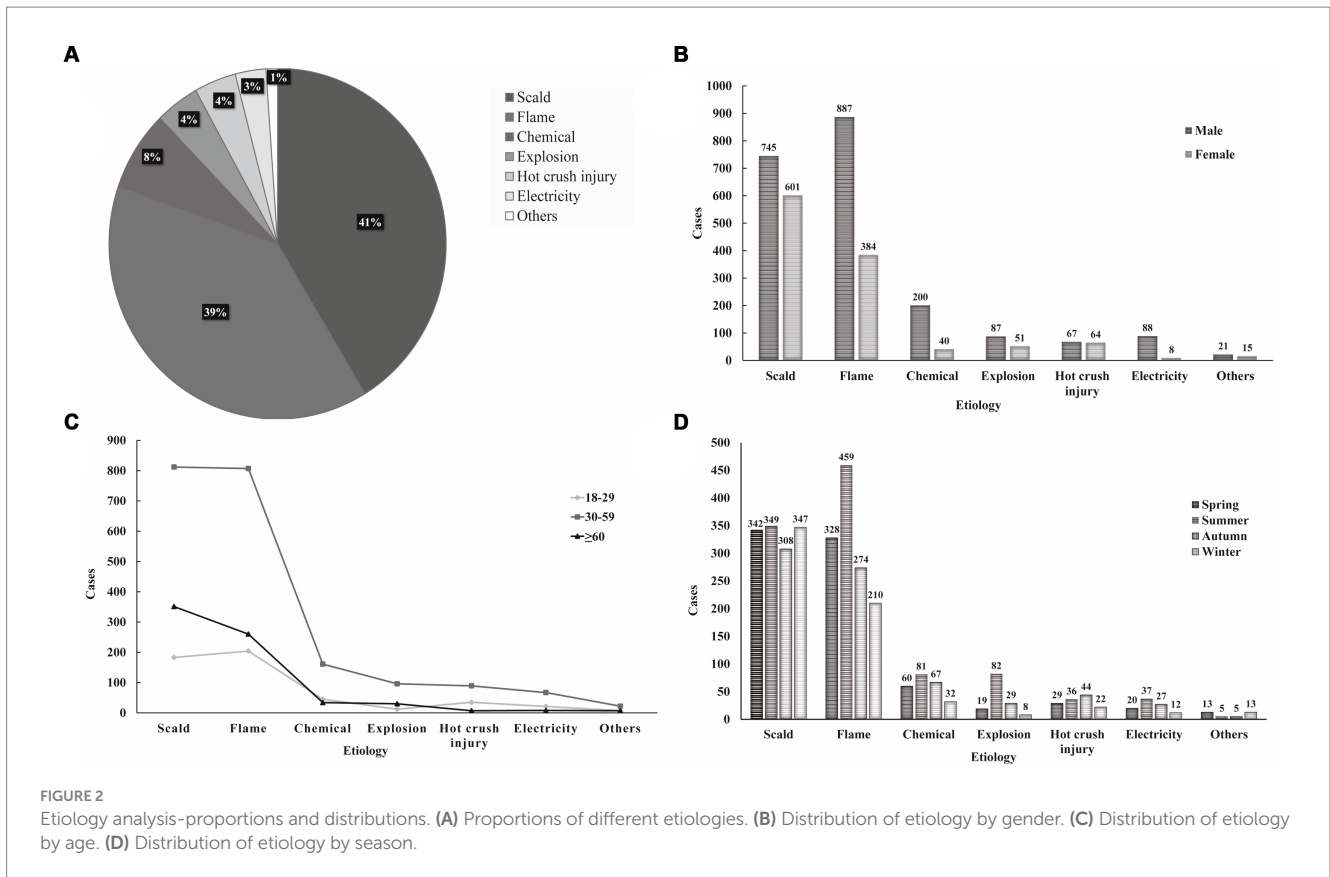 A
41%
39%
8%
4%
4%
3%
1%
Scald
Flame
Chemical
Explosion
Hot crush injury
Electricity
Others
B
Cases
1000
900
800
700
600
500
400
300
200
100
0
745
601
887
384
200
40
87
51
67
64
88
8
21
15
Scald Flame Chemical Explosion Hot crush Electricity Others
injury
Etiology
Male
Female
C
Cases
900
800
700
600
500
400
300
200
100
0
Scald Flame Chemical Explosion Hot crush Electricity Others
injury
Etiology
18-29
30-59
≥60
D
Cases
500
450
400
350
300
250
200
150
100
50
0
342 349 308 347
328 459 274 210
60 81 67 32
19 82 29 8
29 36 44 22
20 37 27 12
13 5 5 13
Scald Flame Chemical Explosion Hot crush Electricity Others
injury
Etiology
Spring
Summer
Autumn
Winter
FIGURE 2
Etiology analysis-proportions and distributions. (A) Proportions of different etiologies. (B) Distribution of etiology by gender. (C) Distribution of etiology
by age. (D) Distribution of etiology by season.